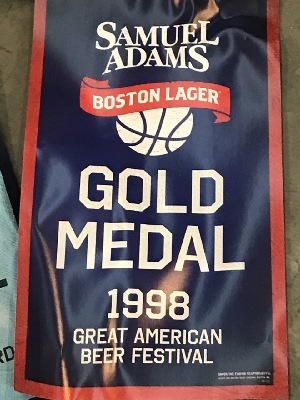 SAMUEL
ADAMS
BOSTON LAGER
GOLD
MEDAL
1998
GREAT AMERICAN
BEER FESTIVAL